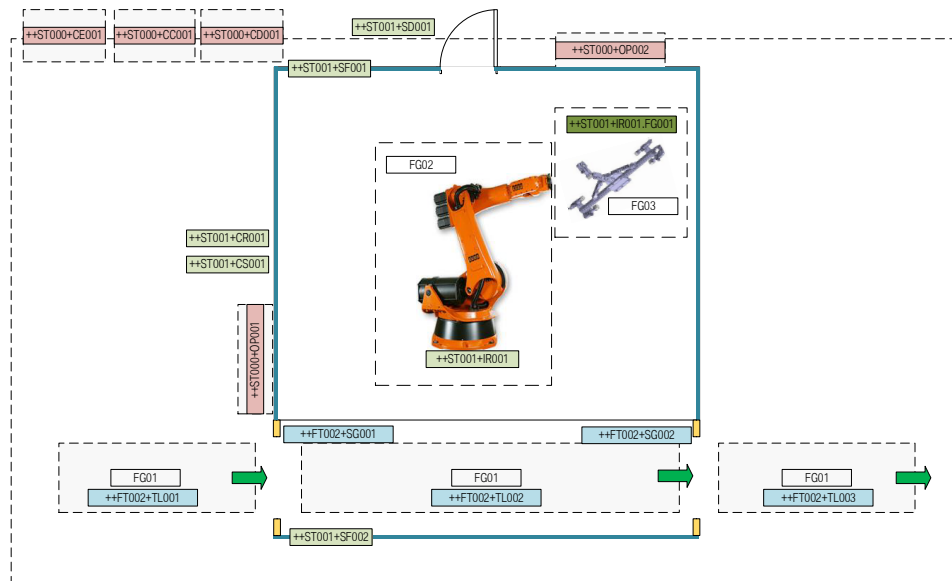 ++ST001+SD001
++ST000+CE001
++ST000+CC001
++ST000+CD001
++ST000+OP002
++ST001+SF001
++ST001+IR001.FG001
FG02
FG03
++ST001+CR001
++ST001+CS001
++ST000+OP001
++ST001+IR001
++FT002+SG001
++FT002+SG002
FG01
FG01
FG01
++FT002+TL001
++FT002+TL002
++FT002+TL003
++ST001+SF002